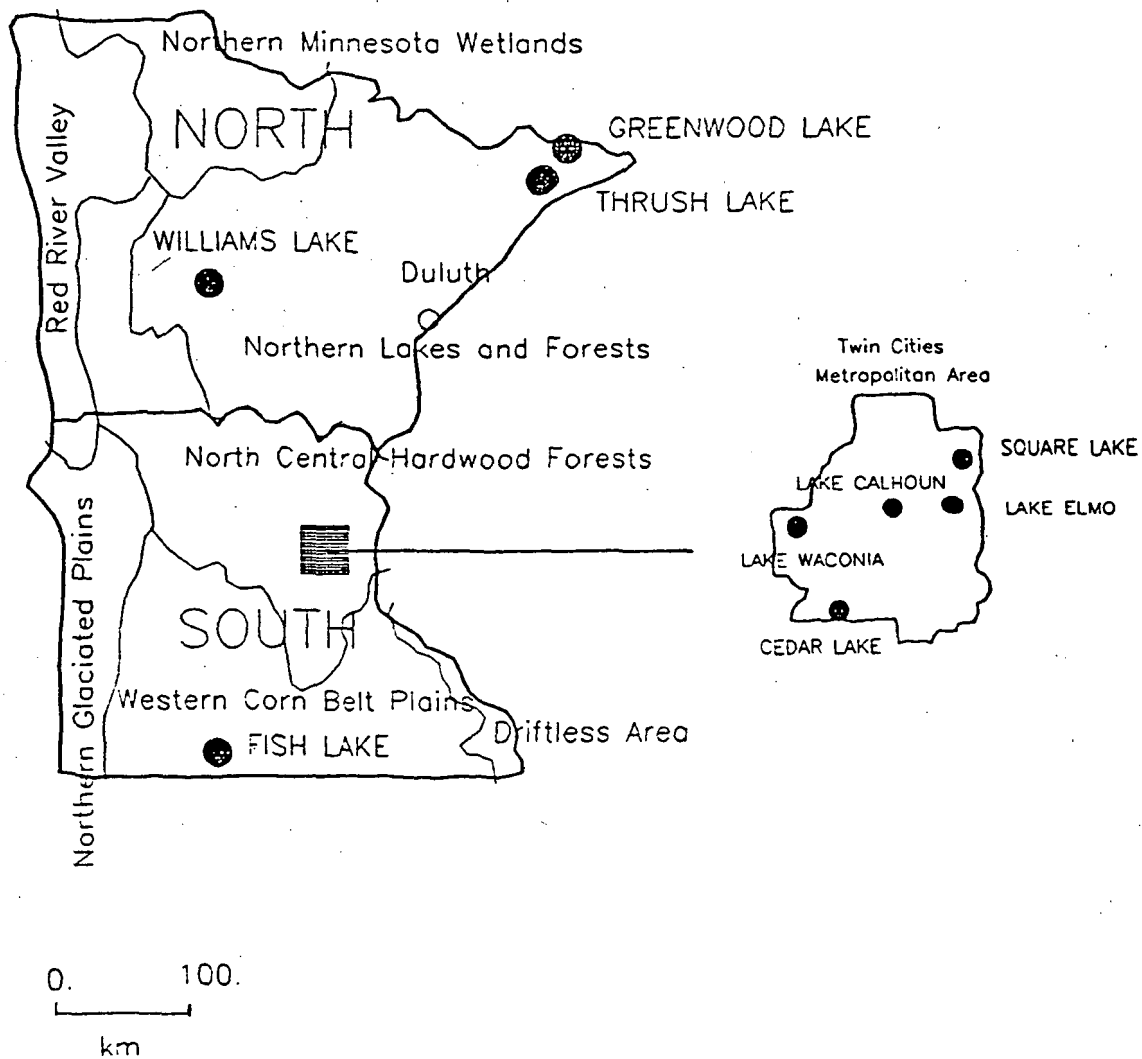 Northern Minnesota Wetlands
NORTH
GREENWOOD LAKE
THRUSH LAKE
Red River Valley
WILLIAMS LAKE
Duluth
Northern Lakes and Forests
Twin Cities
Metropolitan Area
North Central Hardwood Forests
SQUARE LAKE
LAKE CALHOUN
LAKE ELMO
LAKE WACONIA
CEDAR LAKE
Northern Glaciated Plains
SOUTH
Western Corn Belt Plains
Driftless Area
FISH LAKE
0. 100.
km